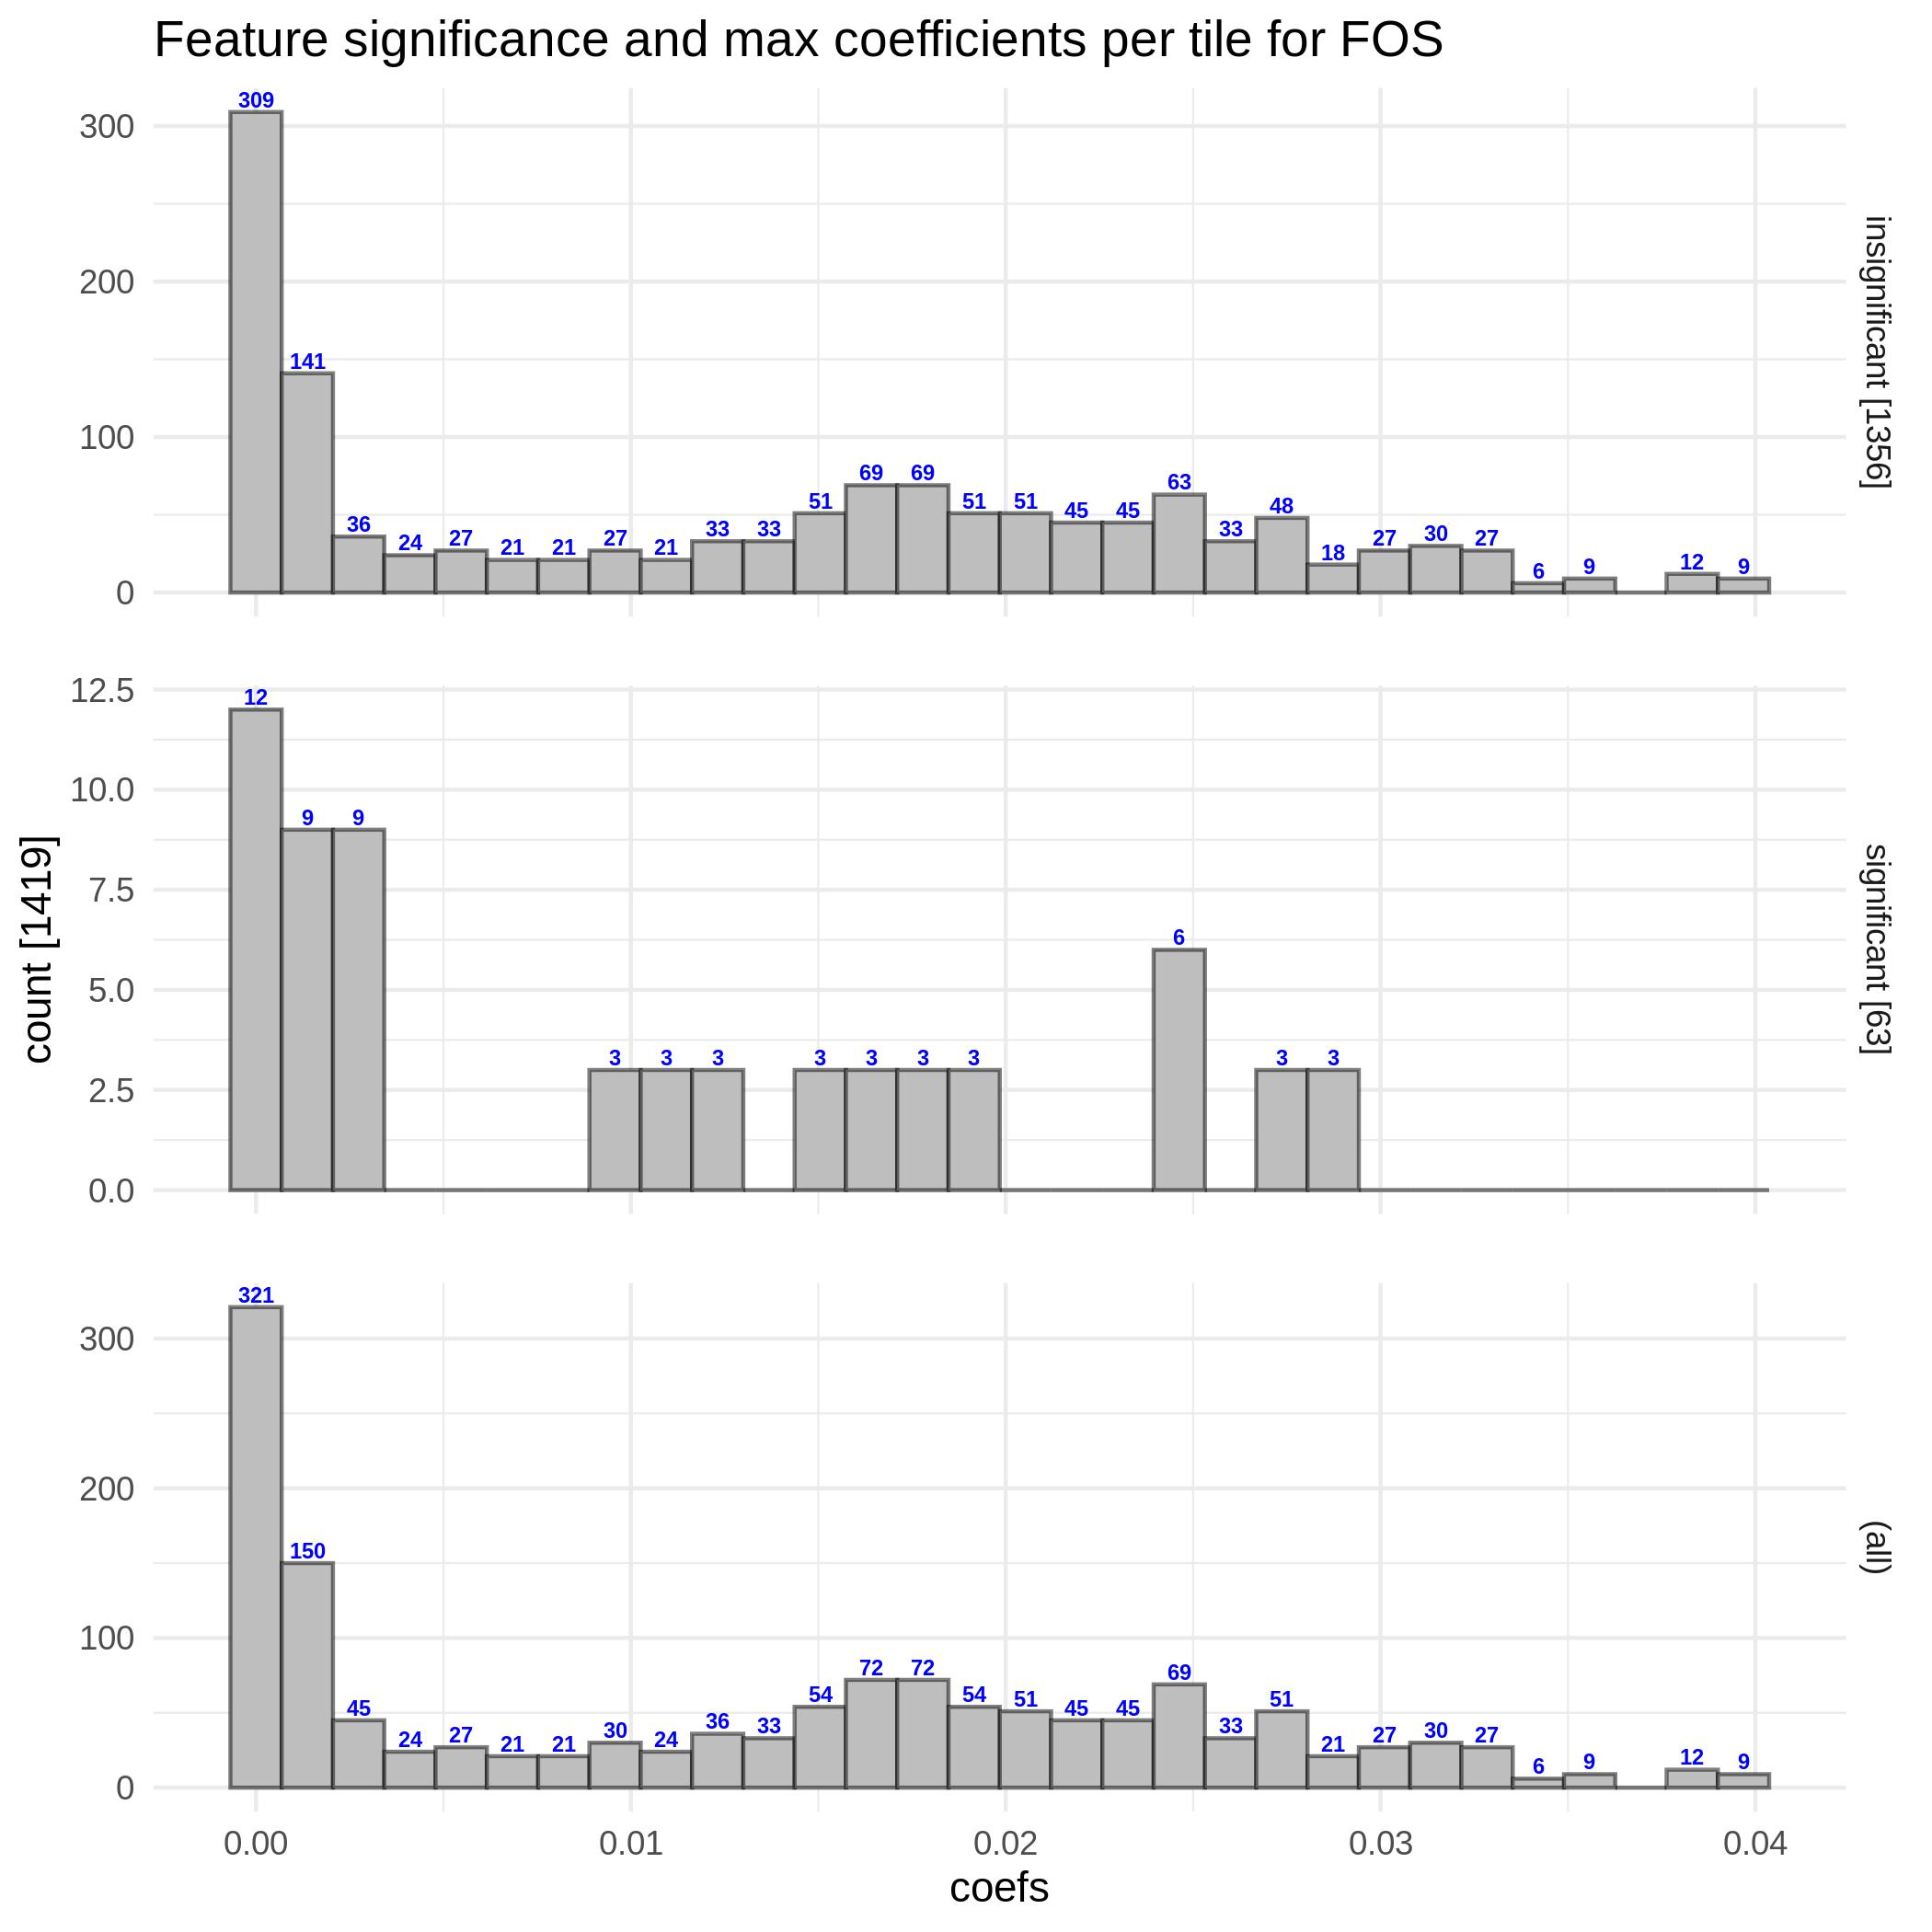 Feature significance and max coefficients per tile for FOS
309
300
141
200
insignificant [1356]
100
36 24 27 21 21 27 21 33 33 51 69 69 51 51 45 45 63 33 48 18 27 30 27 6 9 12 9
0
12.5
12
10.0
9 9
7.5
6
5.0
3 3 3 3 3 3 3 3 3
2.5
0.0
significant [63]
count [1419]
321
300
200
150
100
45 24 27 21 21 30 24 36 33 54 72 72 54 51 45 45 69 33 51 21 27 30 27 6 9 12 9
0
(all)
0.00 0.01 0.02 0.03 0.04
coefs